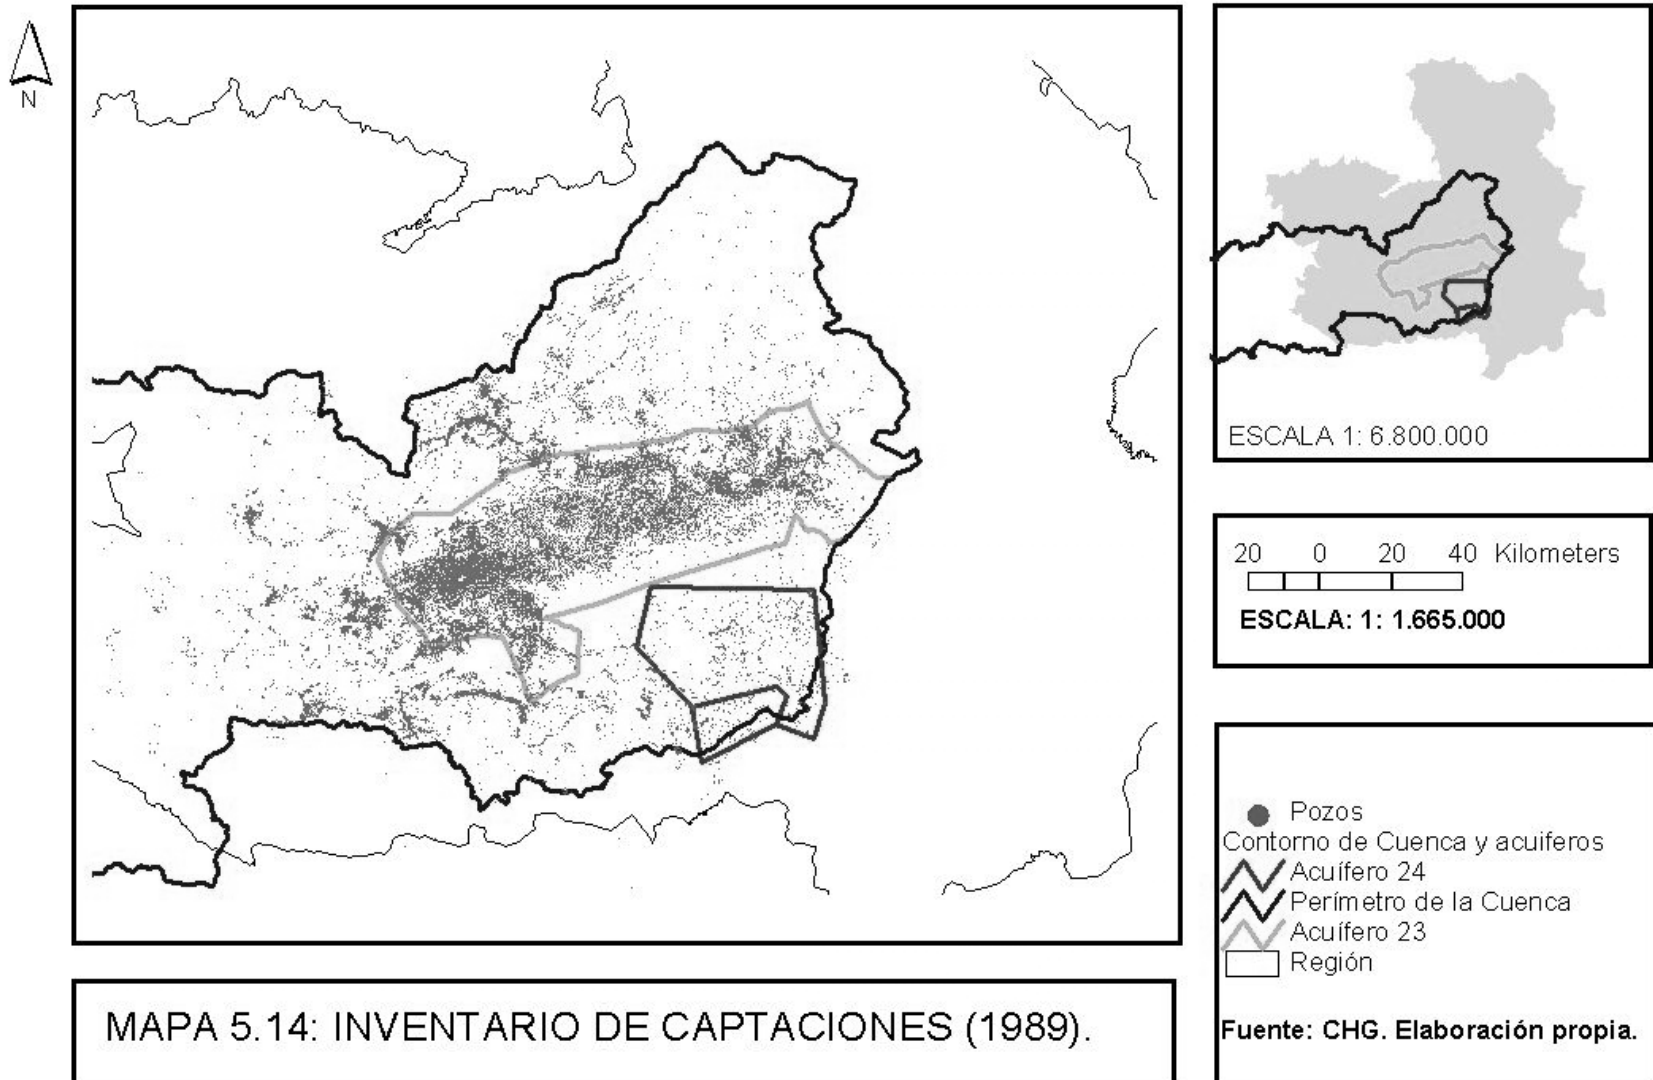 N
ESCALA 1: 6.800.000
20 0 20 40 Kilometers
ESCALA: 1: 1.665.000
Pozos
Contorno de Cuenca y acuiferos
Acuífero 24
Perímetro de la Cuenca
Acuífero 23
Región
Fuente: CHG. Elaboración propia.
MAPA 5.14: INVENTARIO DE CAPTACIONES (1989).